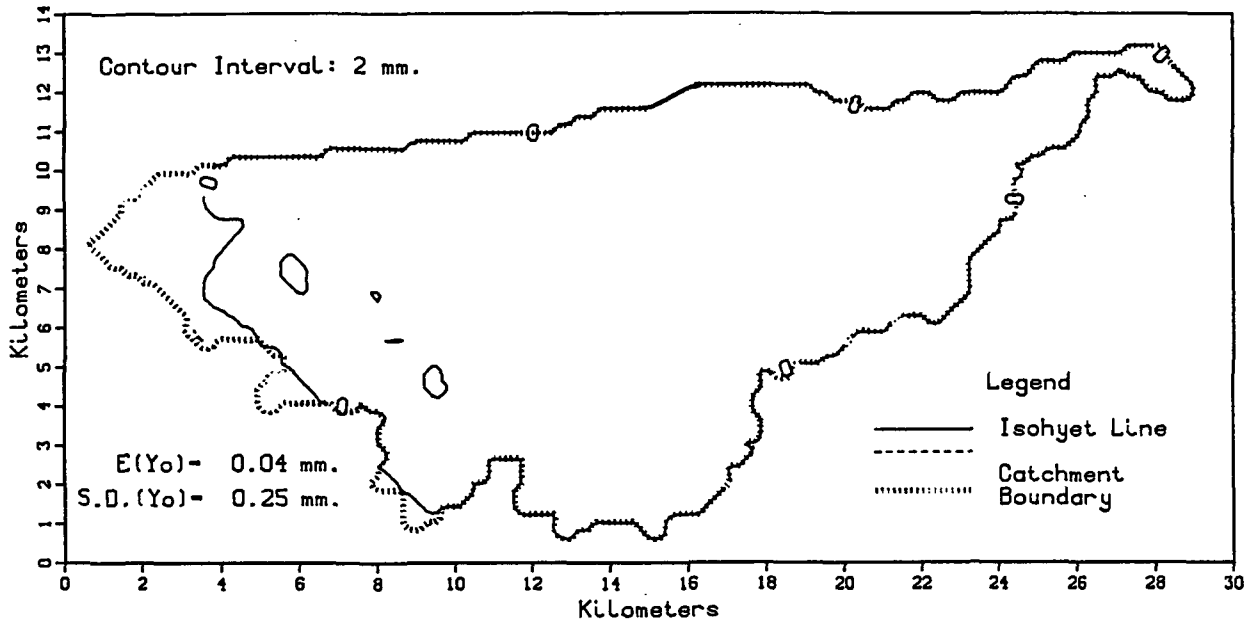 14
13
12
11
10
9
8
7
6
5
4
3
2
1
0
Kilometers
Contour Interval: 2 mm.
0
0
0
0
0
0
0
E(Yo)- 0.04 mm.
S.D.(Yo)- 0.25 mm.
Legend
Isohyet Line
Catchment
Boundary
0 2 4 6 8 10 12 14 16 18 20 22 24 26 28 30
Kilometers